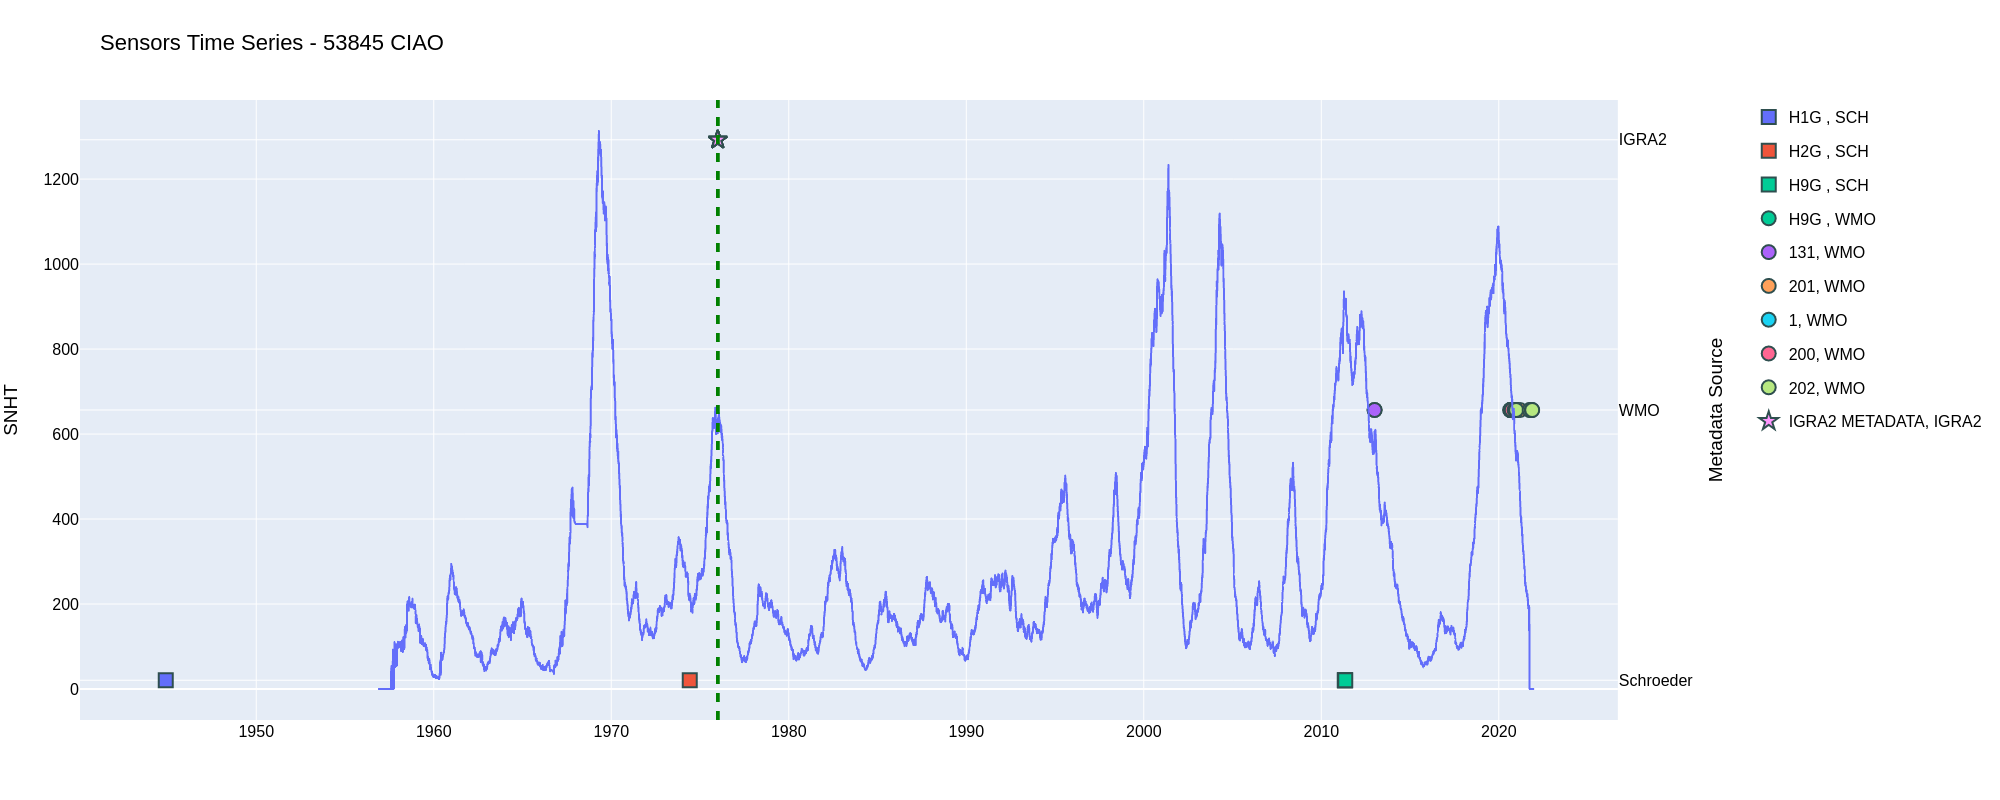 Sensors Time Series - 53845 CIAO
SNHT
1200
1000
800
600
400
200
0
1950
1960
1970
1980
1990
2000
2010
2020
IGRA2
WMO
Schroeder
Metadata Source
H1G , SCH
H2G , SCH
H9G , SCH
H9G , WMO
131, WMO
201, WMO
1, WMO
200, WMO
202, WMO
IGRA2 METADATA, IGRA2